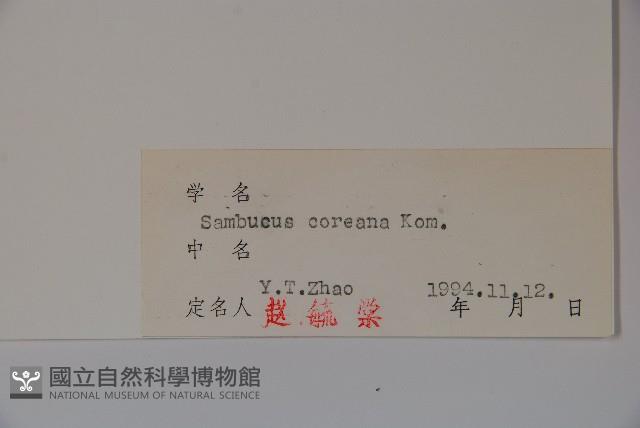 学 名
Sambucus coreana Kom.
中 名
Y.T.Zhao 1994.11.12.
定名人 赵 毓 棠 年 月 日
國立自然科學博物館
NATIONAL MUSEUM OF NATURAL SCIENCE